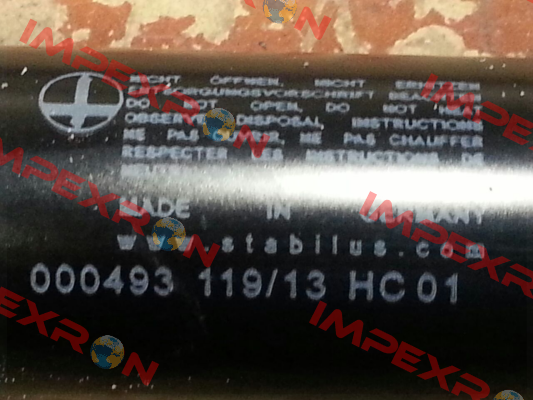 NICHT ÖFFNEN, NICHT ERHITZEN
ENTSORGUNGSVORSCHRIFT BEACHTEN
DO NOT OPEN, DO NOT HEAT
OBSERVE DISPOSAL INSTRUCTIONS
NE PAS OUVRIR, NE PAS CHAUFFER
RESPECTER LES INSTRUCTIONS DE
MADE IN GERMANY
www.stabilus.com
000493 119/13 HC01
IMPEXRON
IMPEXRON
IMPEXRON
IMPEXRON
IMPEXRON